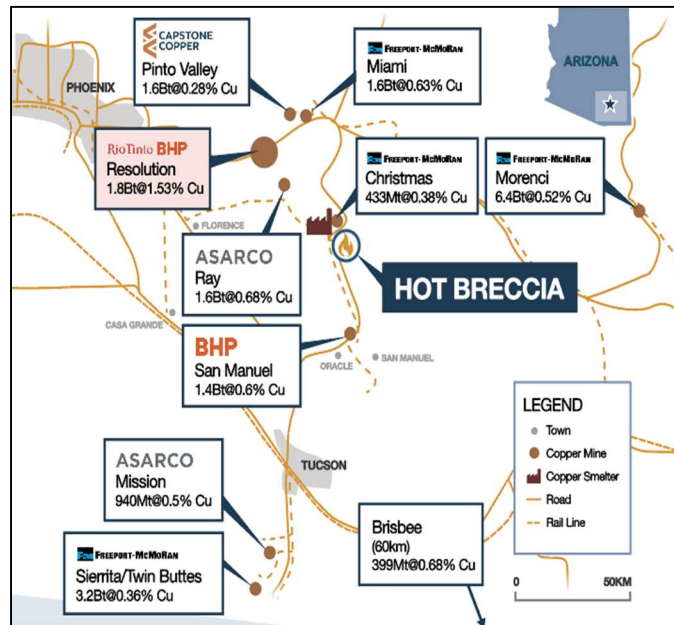 CAPSTONE
COPPER
Pinto Valley
1.6Bt@0.28% Cu
FREEPORT-McMoRAN
Miami
1.6Bt@0.63% Cu
ARIZONA
PHOENIX
RioTinto BHP
Resolution
1.8Bt@1.53% Cu
FREEPORT-McMoRAN
Christmas
433Mt@0.38% Cu
FREEPORT-McMoRAN
Morenci
6.4Bt@0.52% Cu
FLORENCE
ASARCO
Ray
1.6Bt@0.68% Cu
HOT BRECCIA
CASA GRANDE
BHP
San Manuel
1.4Bt@0.6% Cu
ORACLE
SAN MANUEL
LEGEND
Town
Copper Mine
Copper Smelter
Road
Rail Line
ASARCO
Mission
940Mt@0.5% Cu
TUCSON
FREEPORT-McMoRAN
Sierrita/Twin Buttes
3.2Bt@0.36% Cu
Brisbee
(60km)
399Mt@0.68% Cu
0 50KM